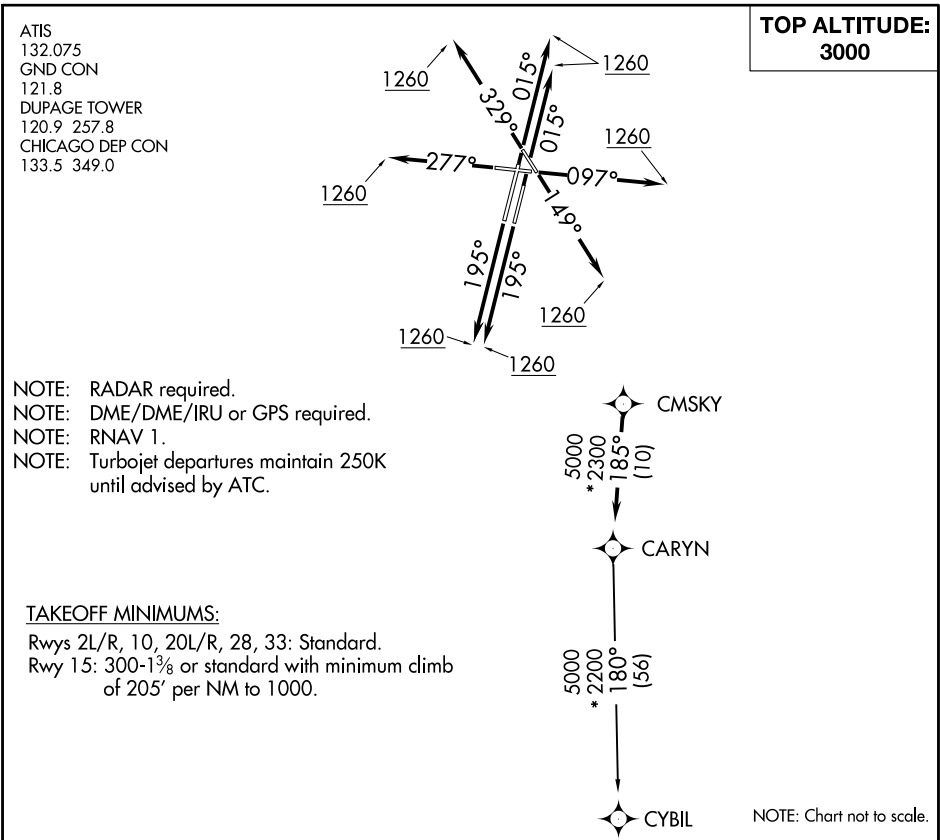 ATIS
132.075
GND CON
121.8
DUPAGE TOWER
120.9 257.8
CHICAGO DEP CON
133.5 349.0
TOP ALTITUDE:
3000
1260
329°
015°
015°
1260
277°
1260
097°
1260
149°
1260
195°
195°
1260
1260
NOTE: RADAR required.
NOTE: DME/DME/IRU or GPS required.
NOTE: RNAV 1.
NOTE: Turbojet departures maintain 250K
until advised by ATC.
CMSKY
5000
* 2300
185°
(10)
CARYN
TAKEOFF MINIMUMS:
Rwys 2L/R, 10, 20L/R, 28, 33: Standard.
Rwy 15: 300-1⅜ or standard with minimum climb
of 205' per NM to 1000.
5000
* 2200
180°
(56)
CYBIL
NOTE: Chart not to scale.